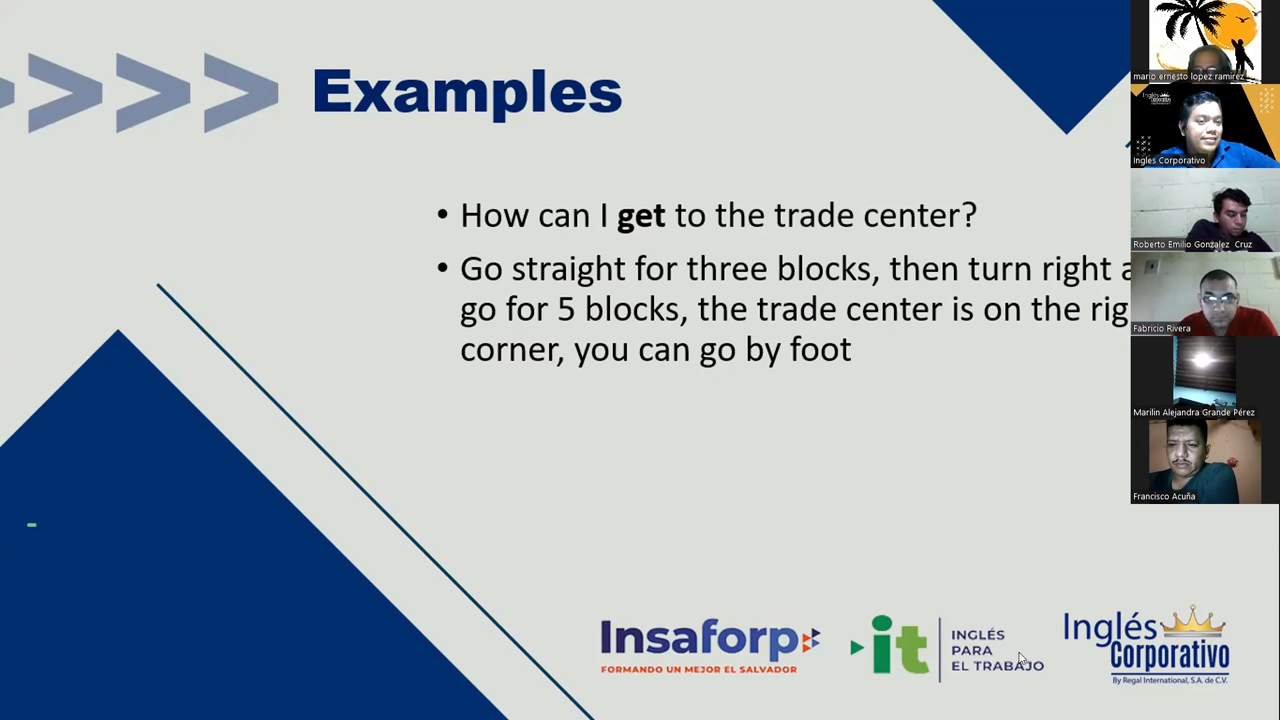 Examples
• How can I get to the trade center?
• Go straight for three blocks, then turn right
go for 5 blocks, the trade center is on the
corner, you can go by foot
mario ernesto lopez ramirez
Ingles Corporativo
Roberto Emilio Gonzalez Cruz
Fabricio Rivera
Marilin Alejandra Grande Pérez
Francisco Acuña
Insaforp
FORMANDO UN MEJOR EL SALVADOR
it
INGLÉS
PARA
EL TRABAJO
Inglés
Corporativo
By Regal International, S.A. de C.V.